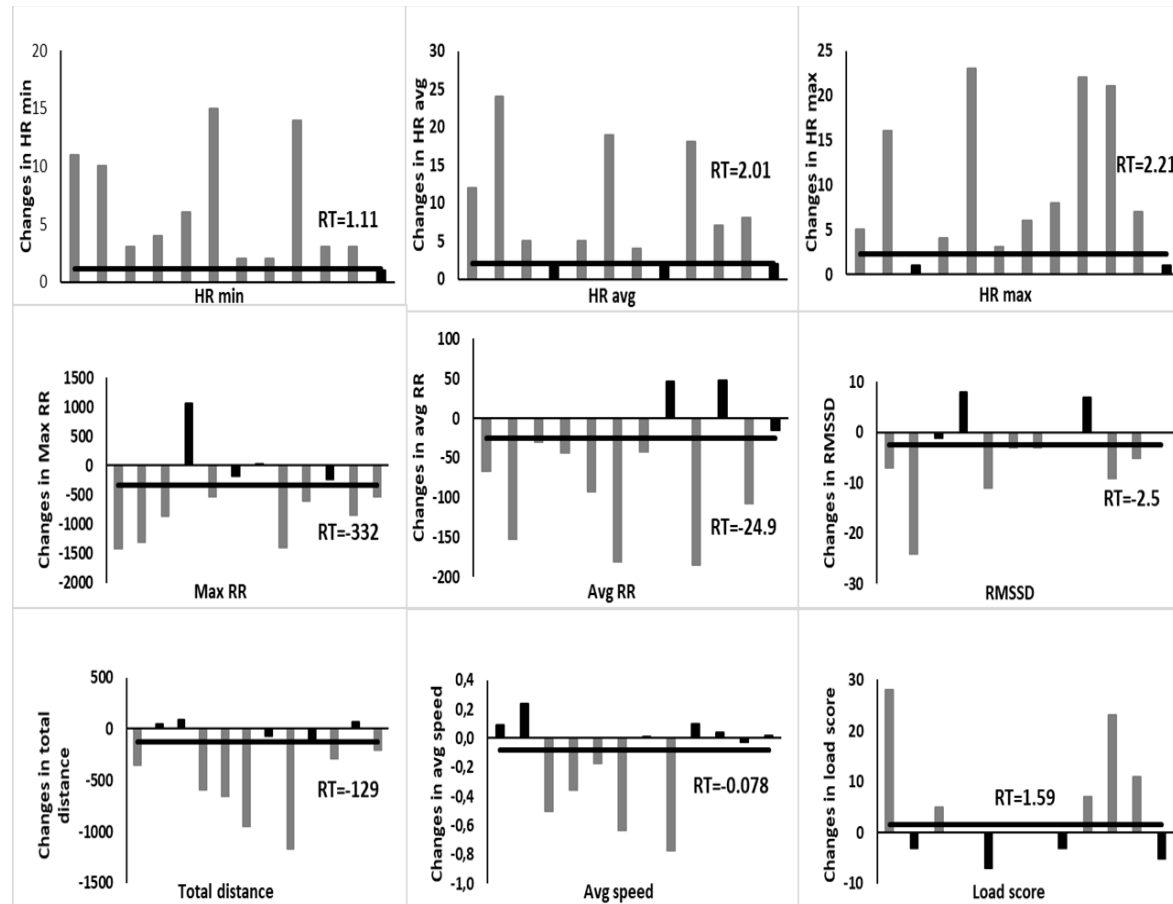 Changes in HR min
20
15
10
5
0
RT=1.11
HR min
Changes in HR avg
30
25
20
15
10
5
0
RT=2.01
HR avg
Changes in HR max
25
20
15
10
5
0
RT=2.21
HR max
Changes in Max RR
1500
1000
500
0
-500
-1000
-1500
-2000
RT=-332
Max RR
Changes in avg RR
100
50
0
-50
-100
-150
-200
RT=-24.9
Avg RR
Changes in RMSSD
10
0
-10
-20
-30
RT=-2.5
RMSSD
Changes in total
distance
500
0
-500
-1000
-1500
RT=-129
Total distance
Changes in avg speed
0,4
0,2
0,0
-0,2
-0,4
-0,6
-0,8
-1,0
RT=-0.078
Avg speed
Changes in load score
30
20
10
0
-10
RT=1.59
Load score